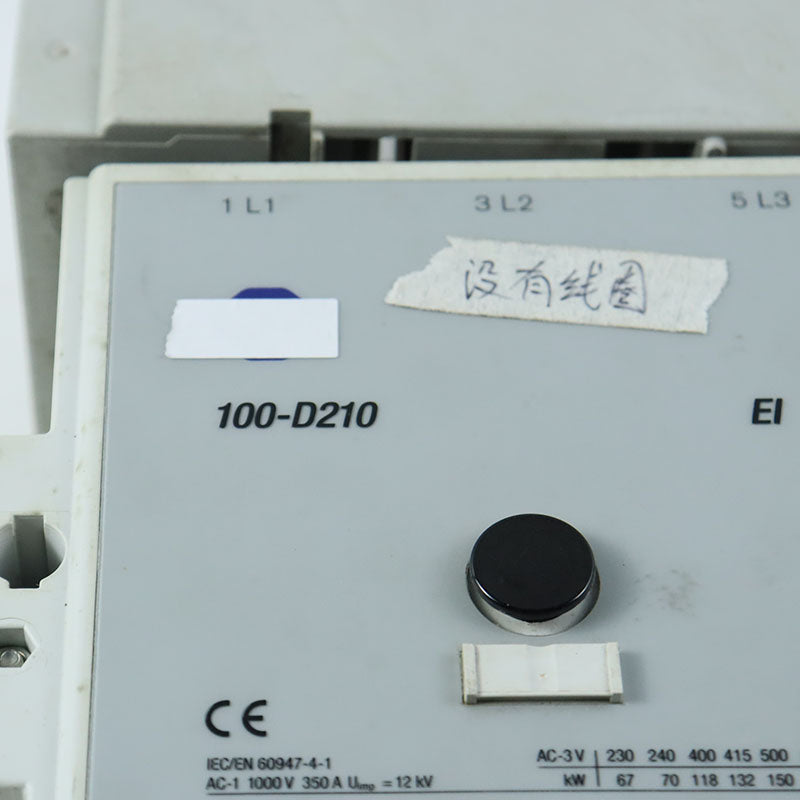 1 L1 3 L2 5 L3
没有线圈
100-D210 EI
CE
IEC/EN 60947-4-1
AC-1 1000 V 350 A Uimp = 12 kV
AC-3 V 230 240 400 415 500
kW 67 70 118 132 150